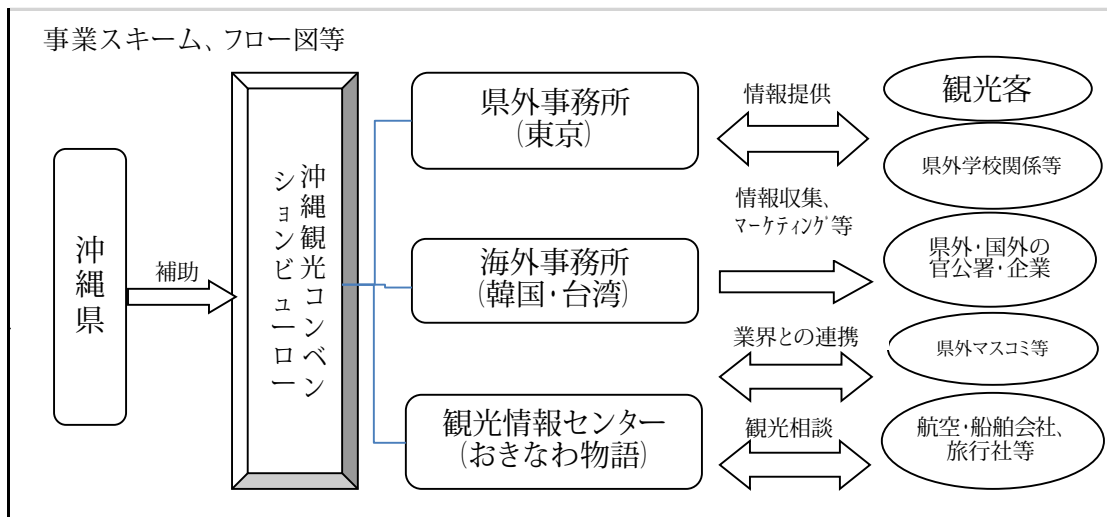 事業スキーム、フロー図等
沖縄県
補助
沖縄観光コンベン
ションビューロー
県外事務所
(東京)
海外事務所
(韓国・台湾)
観光情報センター
(おきなわ物語)
情報提供
情報収集、
ﾏｰｹﾃｨﾝｸﾞ等
業界との連携
観光相談
観光客
県外学校関係等
県外・国外の
官公署・企業
県外マスコミ等
航空・船舶会社、
旅行社等